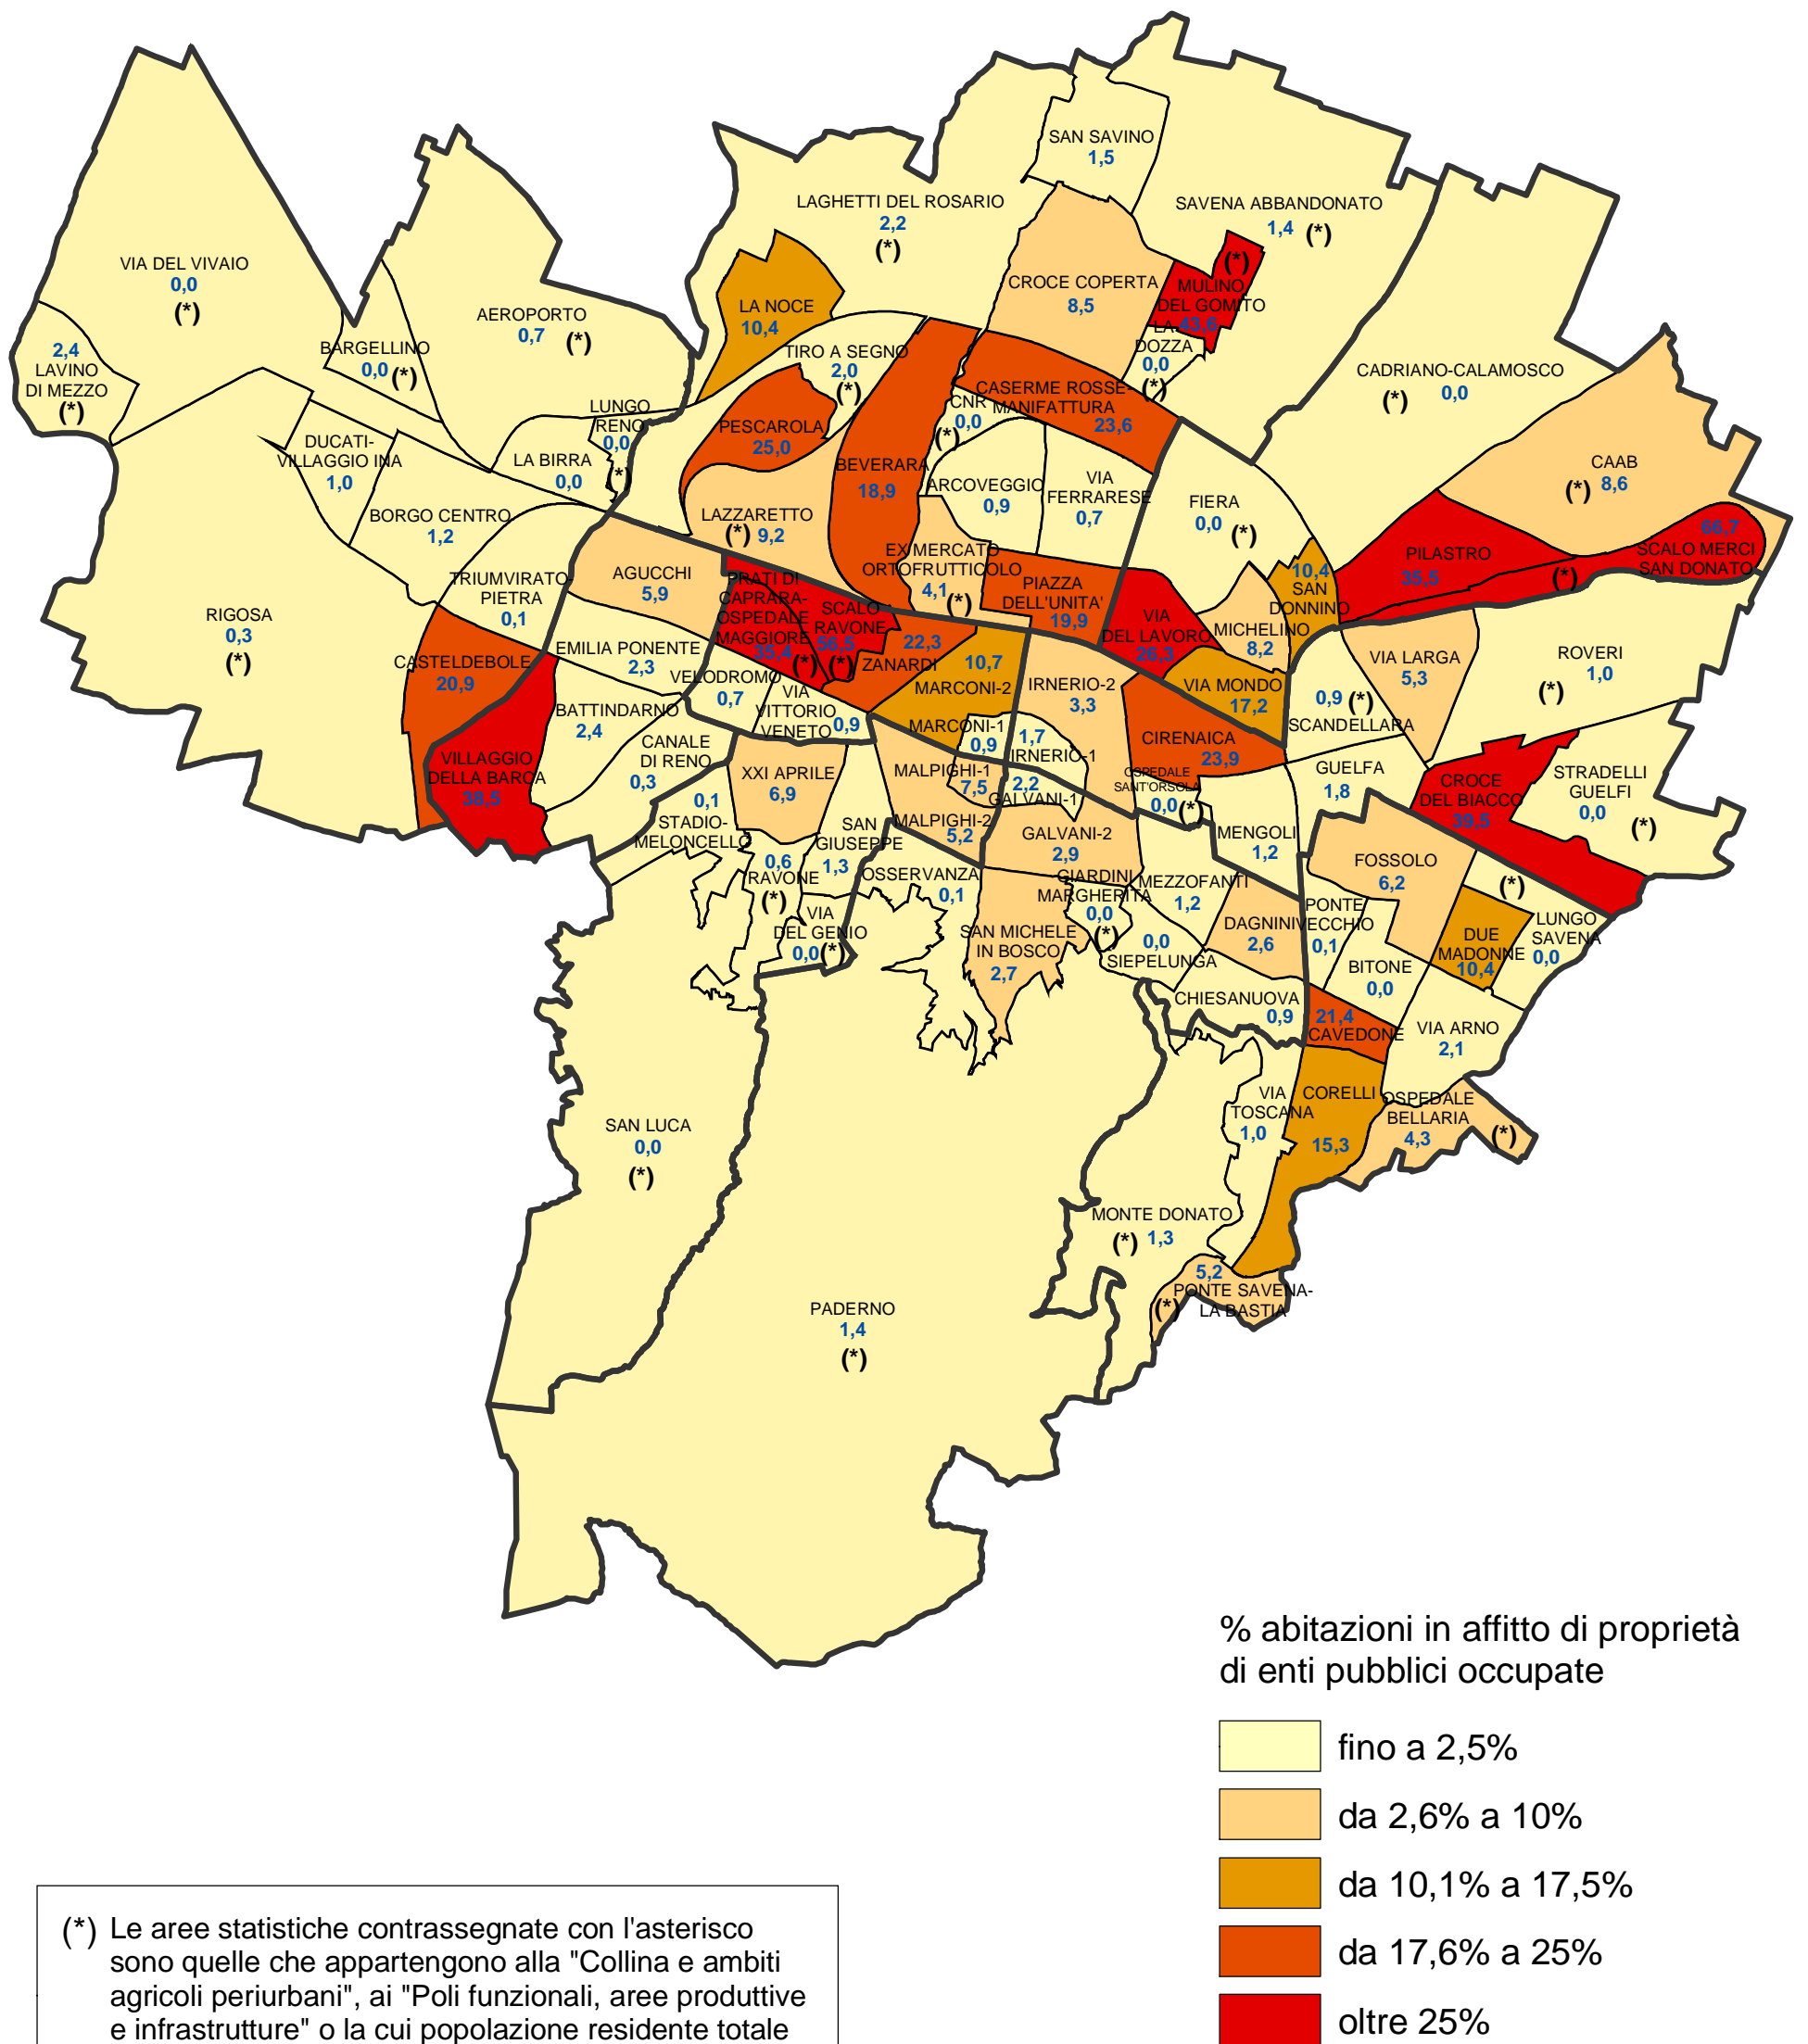 SAN SAVINO
1,5
LAGHETTI DEL ROSARIO
2,2
(*)
SAVENA ABBANDONATO
1,4 (*)
VIA DEL VIVAIO
0,0
(*)
AEROPORTO
0,7 (*)
BARGELLINO
0,0 (*)
2,4
LAVINO
DI MEZZO
(*)
LA NOCE
10,4
CROCE COPERTA
8,5
(*)
MULINO
DEL GOMITO
43,6
LA
DOZZA
0,0
(*)
TIRO A SEGNO
2,0
(*)
CADRIANO-CALAMOSCO
(*) 0,0
CASERME ROSSE-
MANIFATTURA
23,6
CNR
0,0
(*)
LUNGO
RENO
0,0
(*)
PESCAROLA
25,0
DUCATI-
VILLAGGIO INA
1,0
LA BIRRA
0,0
BEVERARA
18,9
ARCOVEGGIO
0,9
VIA
FERRARESE
0,7
FIERA
0,0
(*)
CAAB
(*) 8,6
BORGO CENTRO
1,2
LAZZARETTO
(*) 9,2
66,7
SCALO MERCI
SAN DONATO
(*)
PILASTRO
35,5
EX MERCATO
ORTOFRUTTICOLO
4,1 (*)
PIAZZA
DELL'UNITA'
19,9
10,4
SAN
DONNINO
TRIUMVIRATO-
PIETRA
0,1
AGUCCHI
5,9
PRATI DI
CAPRARA-
OSPEDALE
MAGGIORE
35,4 (*)
SCALO
RAVONE
56,5
(*)
22,3
ZANARDI
VIA
DEL LAVORO
26,3
MICHELINO
8,2
RIGOSA
0,3
(*)
CASTELDEBOLE
20,9
EMILIA PONENTE
2,3
VELODROMO
0,7
VIA
VITTORIO
VENETO 0,9
10,7
MARCONI-2
IRNERIO-2
3,3
VIA MONDO
17,2
0,9 (*)
SCANDELLARA
VIA LARGA
5,3
ROVERI
1,0
(*)
BATTINDARNO
2,4
MARCONI-1
0,9
1,7
IRNERIO-1
CIRENAICA
23,9
VILLAGGIO
DELLA BARCA
38,5
CANALE
DI RENO
0,3
XXI APRILE
6,9
MALPIGHI-1
7,5
2,2
GALVANI-1
OSPEDALE
SANT'ORSOLA
0,0 (*)
GUELFA
1,8
CROCE
DEL BIACCO
39,5
STRADELLI
GUELFI
0,0
(*)
0,1
STADIO-
MELONCELLO
SAN
GIUSEPPE
1,3
MALPIGHI-2
5,2
GALVANI-2
2,9
MENGOLI
1,2
FOSSOLO
6,2
0,6
RAVONE
(*)
OSSERVANZA
0,1
GIARDINI
MARGHERITA
0,0
(*)
MEZZOFANTI
1,2
(*)
VIA
DEL GENIO
0,0 (*)
SAN MICHELE
IN BOSCO
2,7
0,0
SIEPELUNGA
DAGNINI
2,6
PONTE
VECCHIO
0,1
DUE
MADONNE
10,4
LUNGO
SAVENA
0,0
BITONE
0,0
CHIESANUOVA
0,9
21,4
CAVEDONE
VIA ARNO
2,1
VIA
TOSCANA
1,0
CORELLI
15,3
OSPEDALE
BELLARIA
4,3 (*)
SAN LUCA
0,0
(*)
MONTE DONATO
(*) 1,3
5,2
PONTE SAVENA-
LA BASTIA
(*)
PADERNO
1,4
(*)
% abitazioni in affitto di proprietà
di enti pubblici occupate
fino a 2,5%
da 2,6% a 10%
da 10,1% a 17,5%
da 17,6% a 25%
oltre 25%
(*) Le aree statistiche contrassegnate con l'asterisco
sono quelle che appartengono alla "Collina e ambiti
agricoli periurbani", ai "Poli funzionali, aree produttive
e infrastrutture" o la cui popolazione residente totale